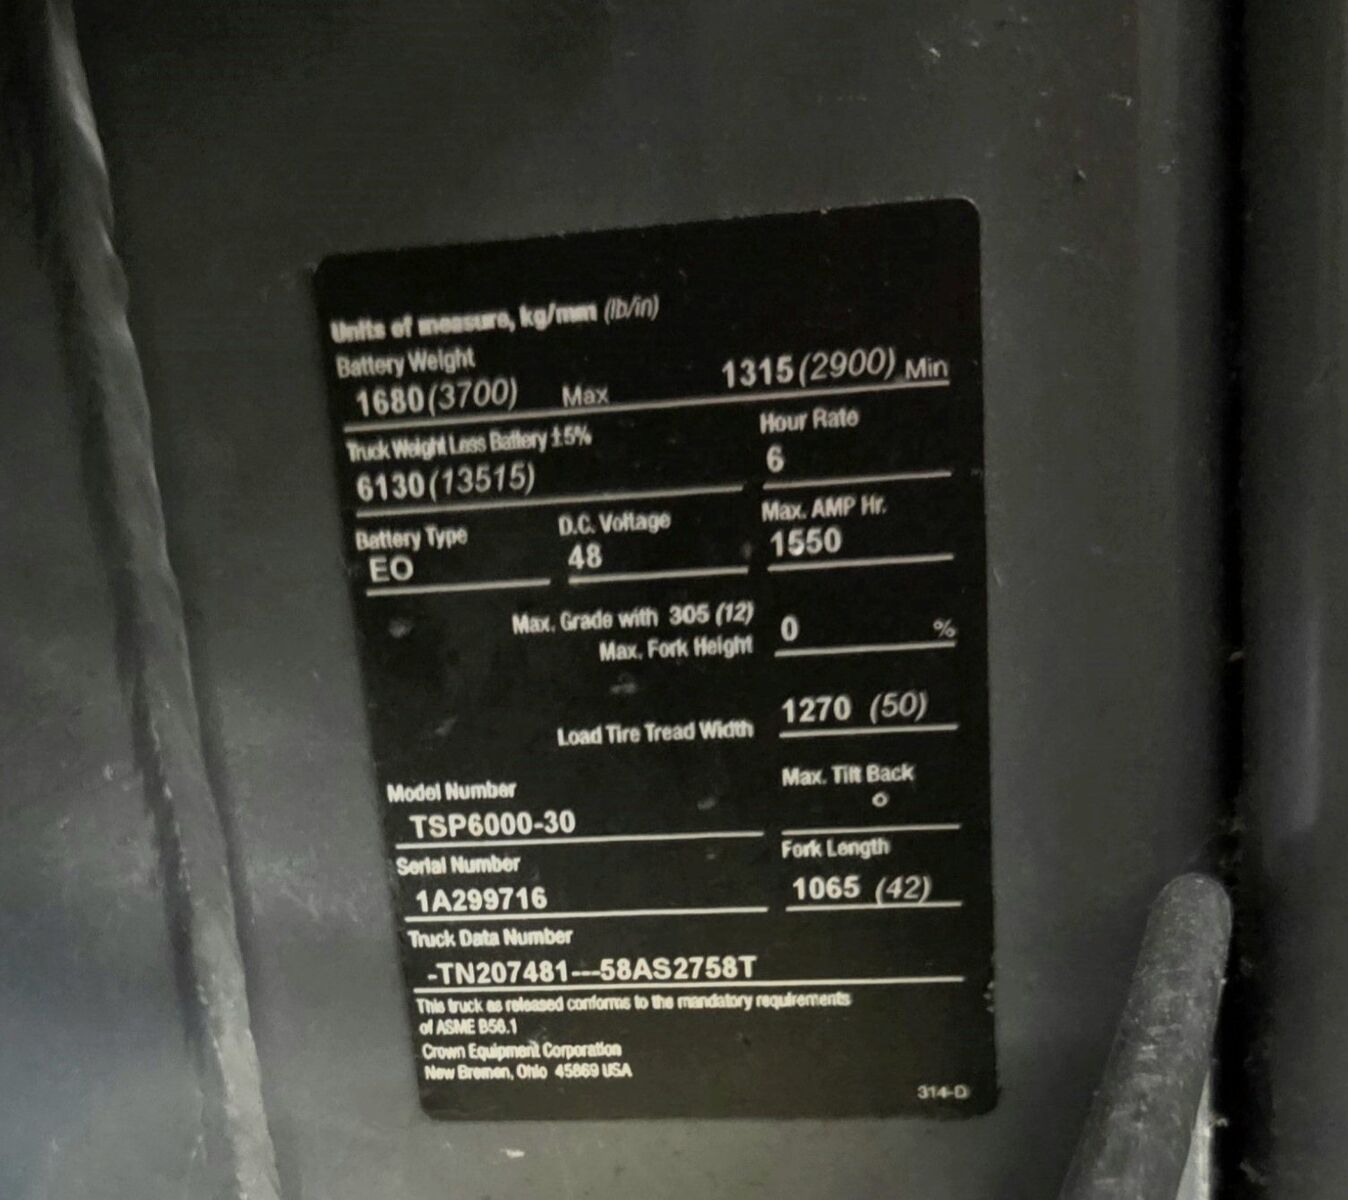 Units of measure, kg/mm (lb/in)
Battery Weight
1680(3700) Max 1315(2900) Min
Truck Weight Less Battery ±5% Hour Rate
6130(13515) 6
Battery Type D.C. Voltage Max. AMP Hr.
EO 48 1550
Max. Grade with 305 (12)
Max. Fork Height 0 %
Load Tire Tread Width 1270 (50)
Model Number Max. Tilt Back
TSP6000-30 °
Serial Number Fork Length
1A299716 1065 (42)
Truck Data Number
-TN207481---58AS2758T
This truck as released conforms to the mandatory requirements
of ASME B56.1
Crown Equipment Corporation
New Bremen, Ohio 45869 USA
314-D